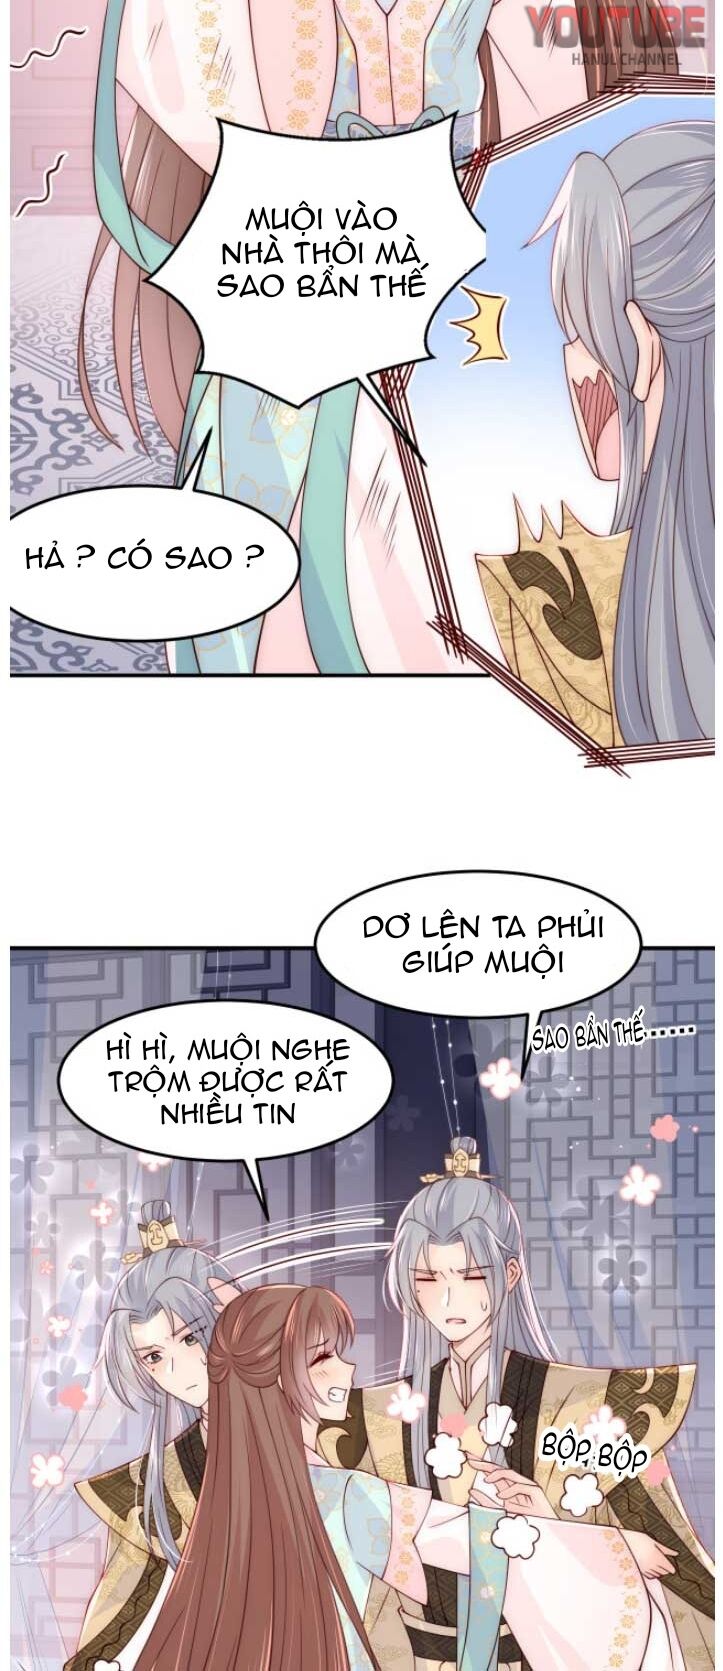 YOUTUBE
HANUL CHANNEL
MUỘI VÀO
NHÀ THÔI MÀ
SAO BẨN THẾ
HẢ ? CÓ SAO ?
DƠ LÊN TA PHỦI
GIÚP MUỘI
SAO BẨN THẾ......
HÌ HÌ, MUỘI NGHE
TRỘM ĐƯỢC RẤT
NHIỀU TIN
BỘP, BỘP